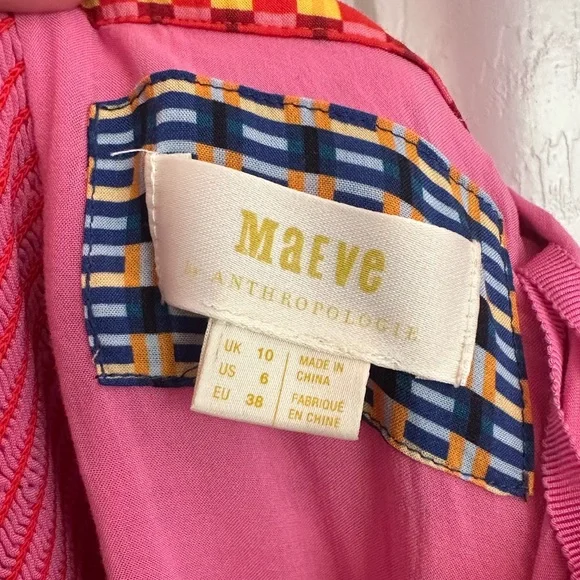 MaEve
by ANTHROPOLOGIE
UK 10
US 6
EU 38
MADE IN
CHINA
FABRIQUÉ
EN CHINE